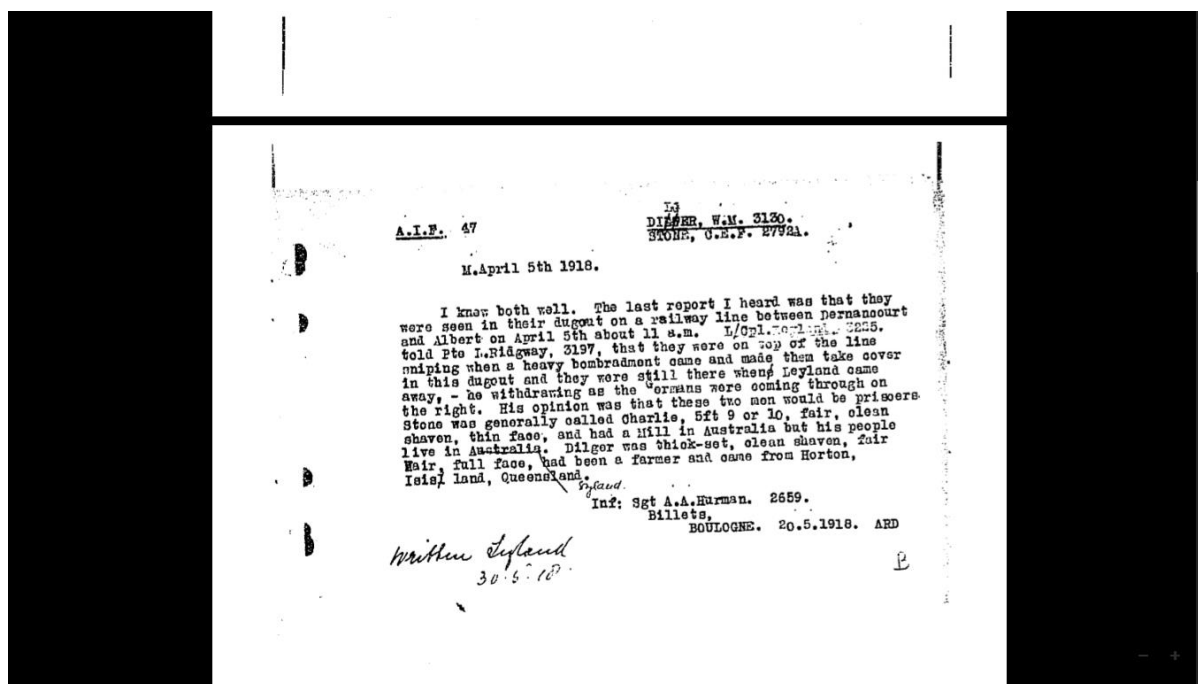 A.I.F. 47
DILGER, W.M. 3130.
STONE, C.E.F. 2792A.
M.April 5th 1918.
I knew both well. The last report I heard was that they
were seen in their dugout on a railway line between Dernancourt
and Albert on April 5th about 11 a.m. L/Cpl. 3225.
told Pte L.Ridgway, 3197, that they were on top of the line
sniping when a heavy bombradment came and made them take cover
in this dugout and they were still there when Leyland came
away, - he withdrawing as the Germans were coming through on
the right. His opinion was that these two men would be prisoers.
Stone was generally called Charlie, 5ft 9 or 10, fair, clean
shaven, thin face, and had a Mill in Australia but his people
live in Australia. Dilger was thick-set, clean shaven, fair
Hair, full face, had been a farmer and came from Horton,
Isis land, Queensland.
England.
Inf: Sgt A.A.Hurman. 2659.
Billets,
BOULOGNE. 20.5.1918. ARD
Written Leyland
30.5.18.